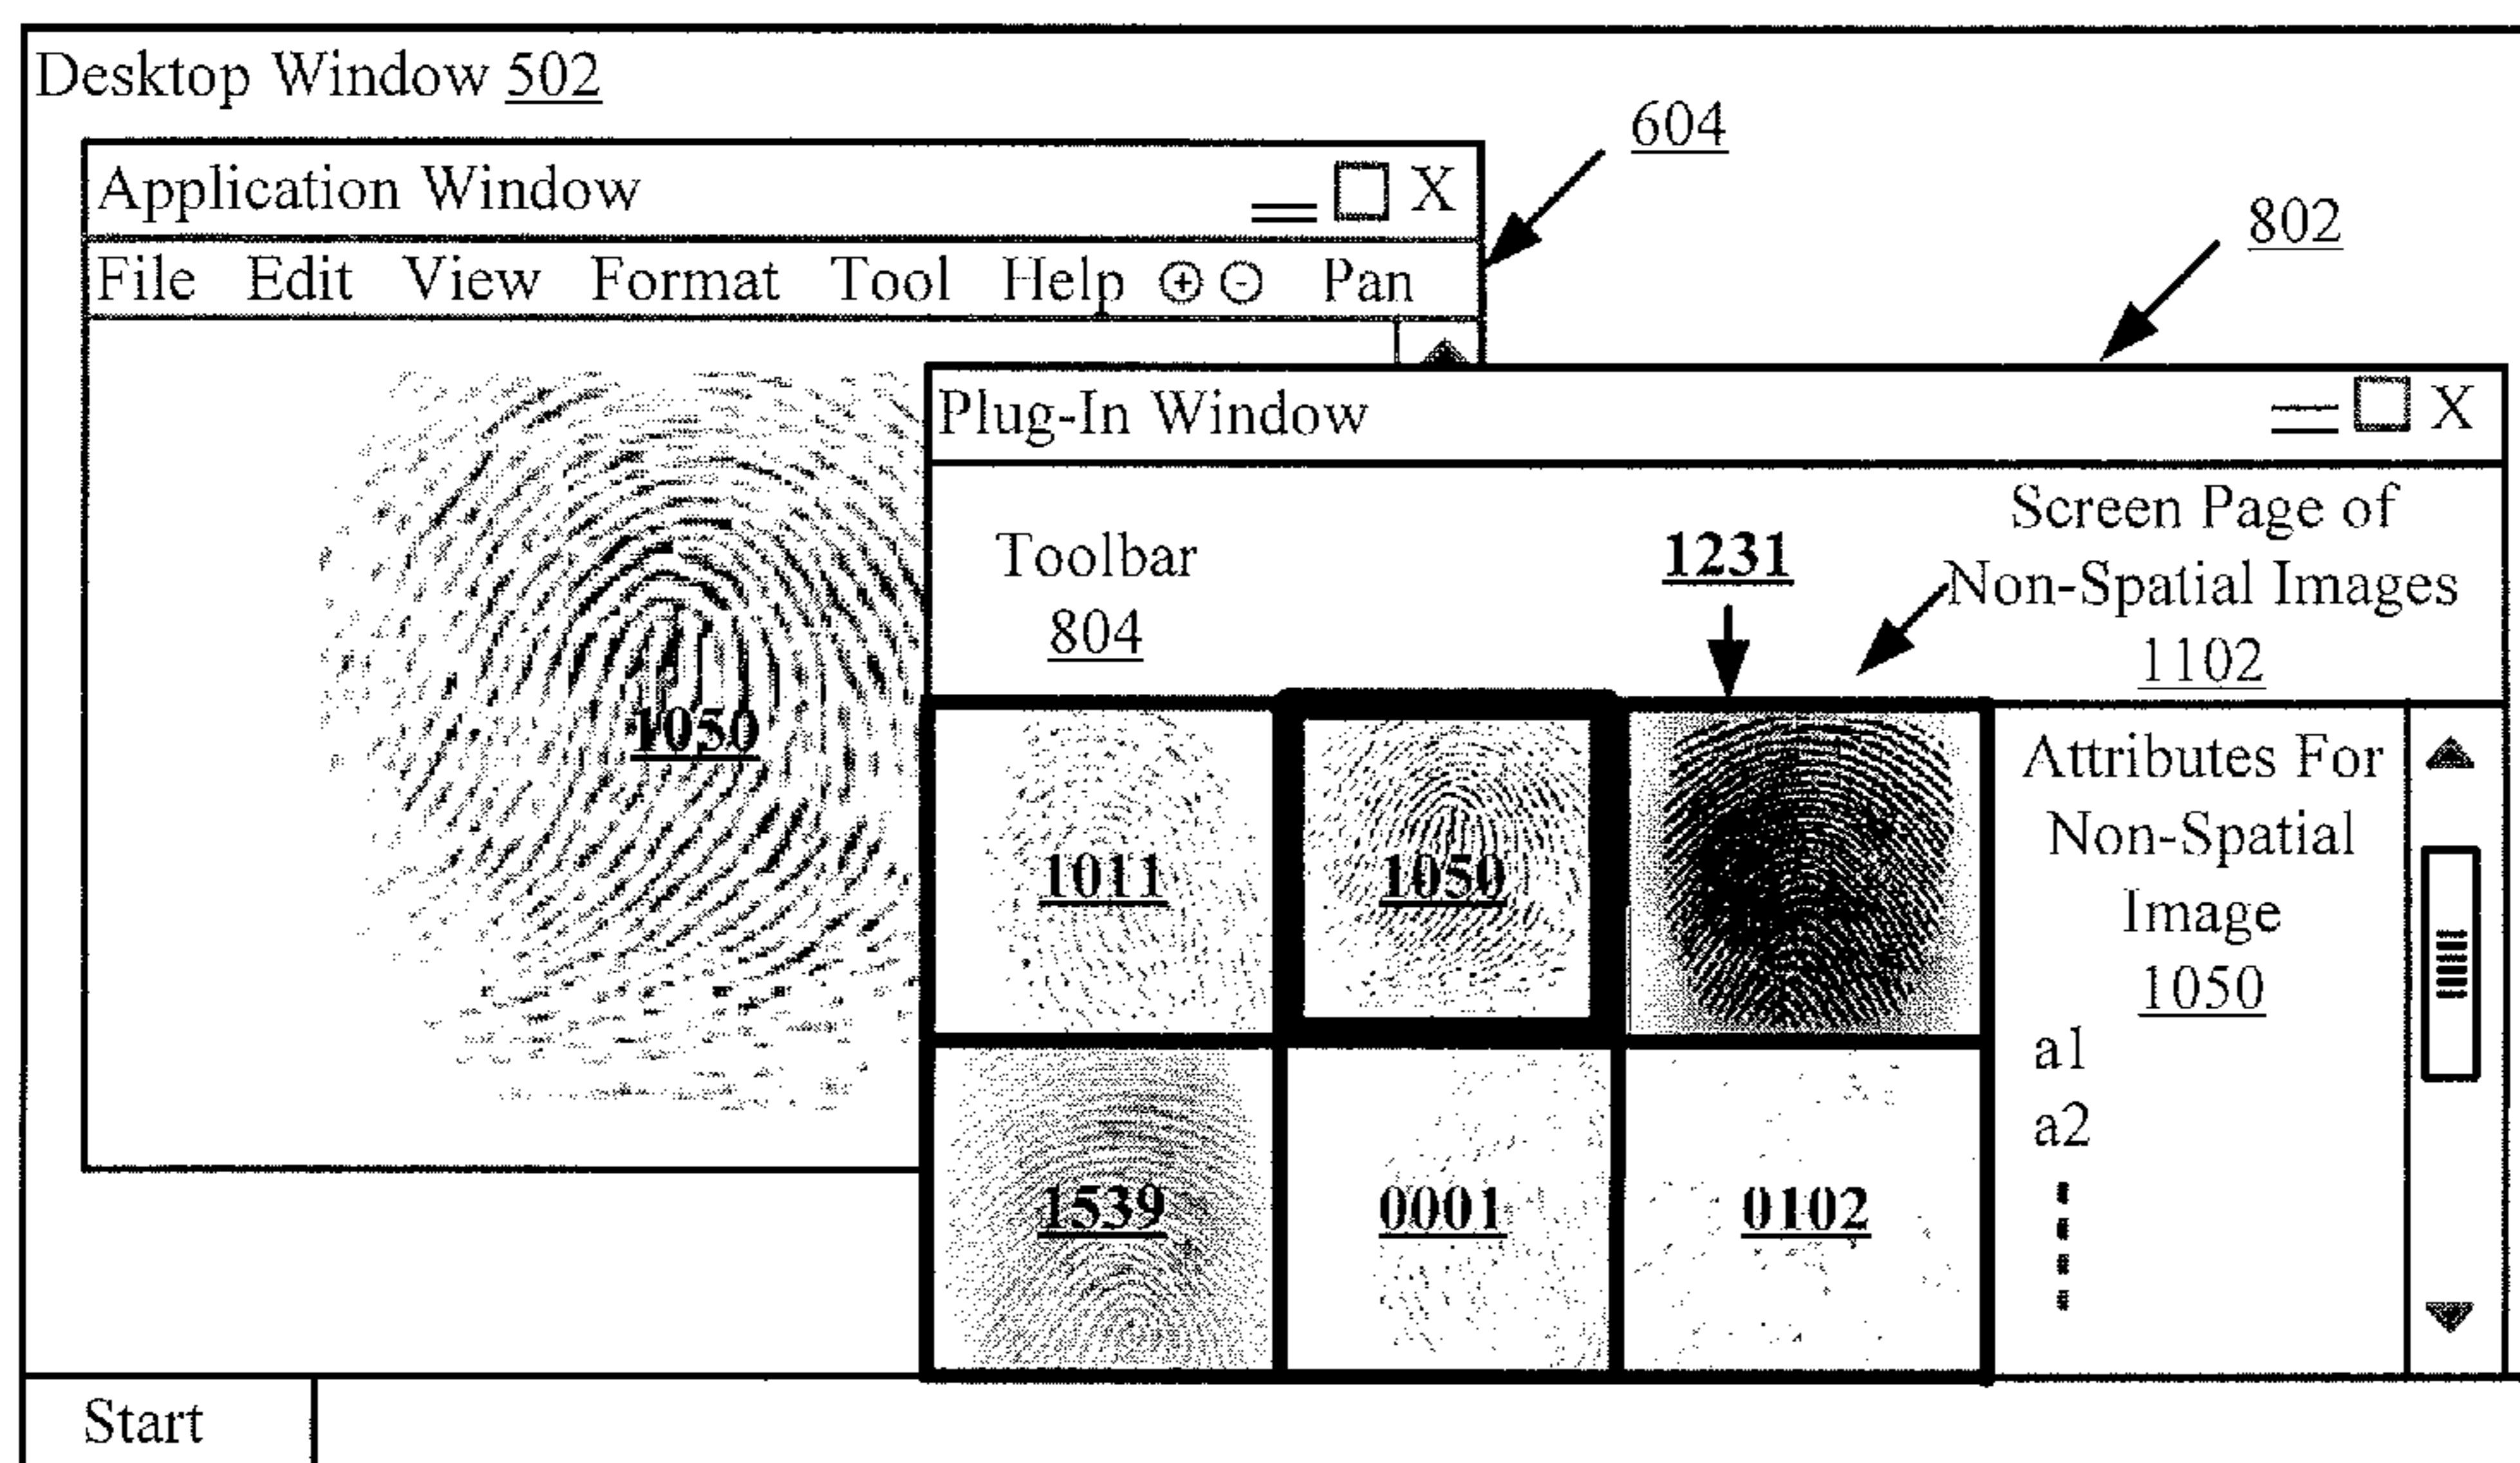 Desktop Window 502
604
Application Window X
802
File Edit View Format Tool Help + - Pan
Plug-In Window X
Screen Page of
Non-Spatial Images
1102
Toolbar
804
1231
1050
1011
1050
Attributes For
Non-Spatial
Image
1050
a1
a2
1539
0001
0102
Start